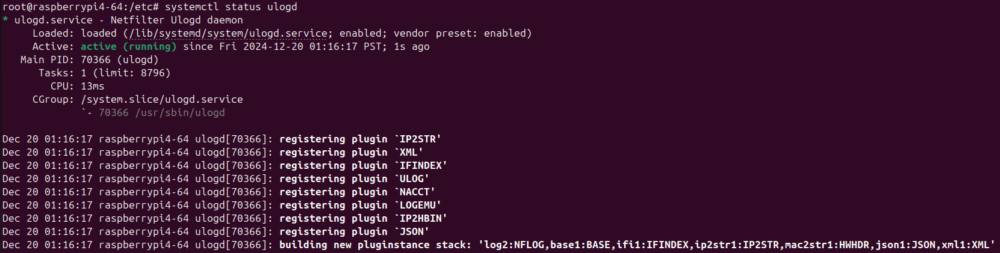 root@raspberrypi4-64:/etc# systemctl status ulogd
* ulogd.service - Netfilter Ulogd daemon
     Loaded: loaded (/lib/systemd/system/ulogd.service; enabled; vendor preset: enabled)
     Active: active (running) since Fri 2024-12-20 01:16:17 PST; 1s ago
   Main PID: 70366 (ulogd)
      Tasks: 1 (limit: 8796)
        CPU: 13ms
     CGroup: /system.slice/ulogd.service
             `- 70366 /usr/sbin/ulogd

Dec 20 01:16:17 raspberrypi4-64 ulogd[70366]: registering plugin `IP2STR'
Dec 20 01:16:17 raspberrypi4-64 ulogd[70366]: registering plugin `XML'
Dec 20 01:16:17 raspberrypi4-64 ulogd[70366]: registering plugin `IFINDEX'
Dec 20 01:16:17 raspberrypi4-64 ulogd[70366]: registering plugin `ULOG'
Dec 20 01:16:17 raspberrypi4-64 ulogd[70366]: registering plugin `NACCT'
Dec 20 01:16:17 raspberrypi4-64 ulogd[70366]: registering plugin `LOGEMU'
Dec 20 01:16:17 raspberrypi4-64 ulogd[70366]: registering plugin `IP2HBIN'
Dec 20 01:16:17 raspberrypi4-64 ulogd[70366]: registering plugin `JSON'
Dec 20 01:16:17 raspberrypi4-64 ulogd[70366]: building new pluginstance stack: 'log2:NFLOG,base1:BASE,ifi1:IFINDEX,ip2str1:IP2STR,mac2str1:HWHDR,json1:JSON,xml1:XML'